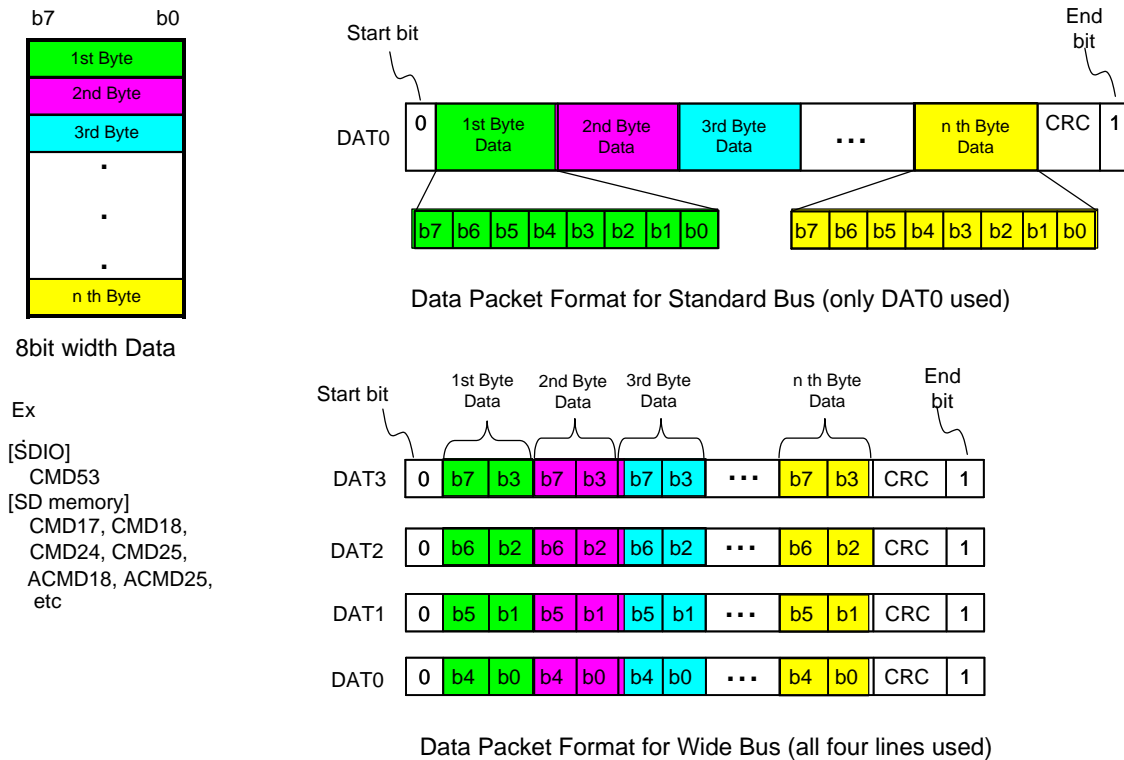 b7 b0
1st Byte
2nd Byte
3rd Byte
.
.
.
n th Byte
8bit width Data
Ex
[SDIO]
CMD53
[SD memory]
CMD17, CMD18,
CMD24, CMD25,
ACMD18, ACMD25,
etc
Start bit
End
bit
DAT0 0 1st Byte Data 2nd Byte Data 3rd Byte Data ... n th Byte Data CRC 1
b7 b6 b5 b4 b3 b2 b1 b0 b7 b6 b5 b4 b3 b2 b1 b0
Data Packet Format for Standard Bus (only DAT0 used)
Start bit
1st Byte Data
2nd Byte Data
3rd Byte Data
n th Byte Data
End
bit
DAT3 0 b7 b3 b7 b3 b7 b3 ... b7 b3 CRC 1
DAT2 0 b6 b2 b6 b2 b6 b2 ... b6 b2 CRC 1
DAT1 0 b5 b1 b5 b1 b5 b1 ... b5 b1 CRC 1
DAT0 0 b4 b0 b4 b0 b4 b0 ... b4 b0 CRC 1
Data Packet Format for Wide Bus (all four lines used)